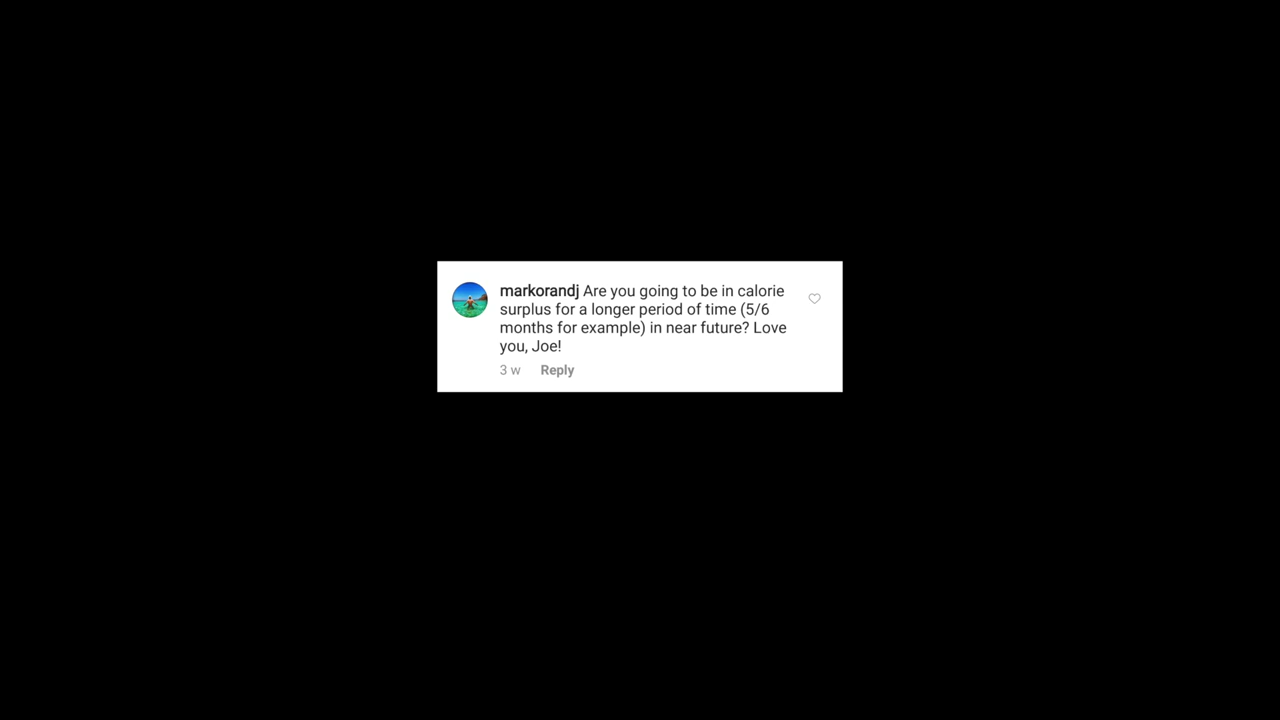 markorandj Are you going to be in calorie
surplus for a longer period of time (5/6
months for example) in near future? Love
you, Joe!
3 w Reply